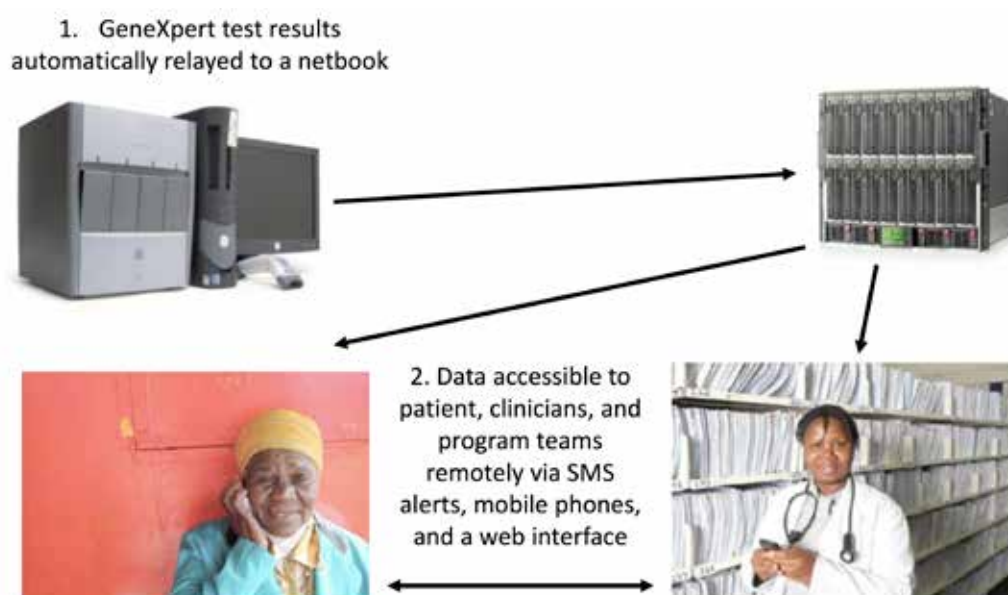 1. GeneXpert test results
automatically relayed to a netbook
2. Data accessible to
patient, clinicians, and
program teams
remotely via SMS
alerts, mobile phones,
and a web interface